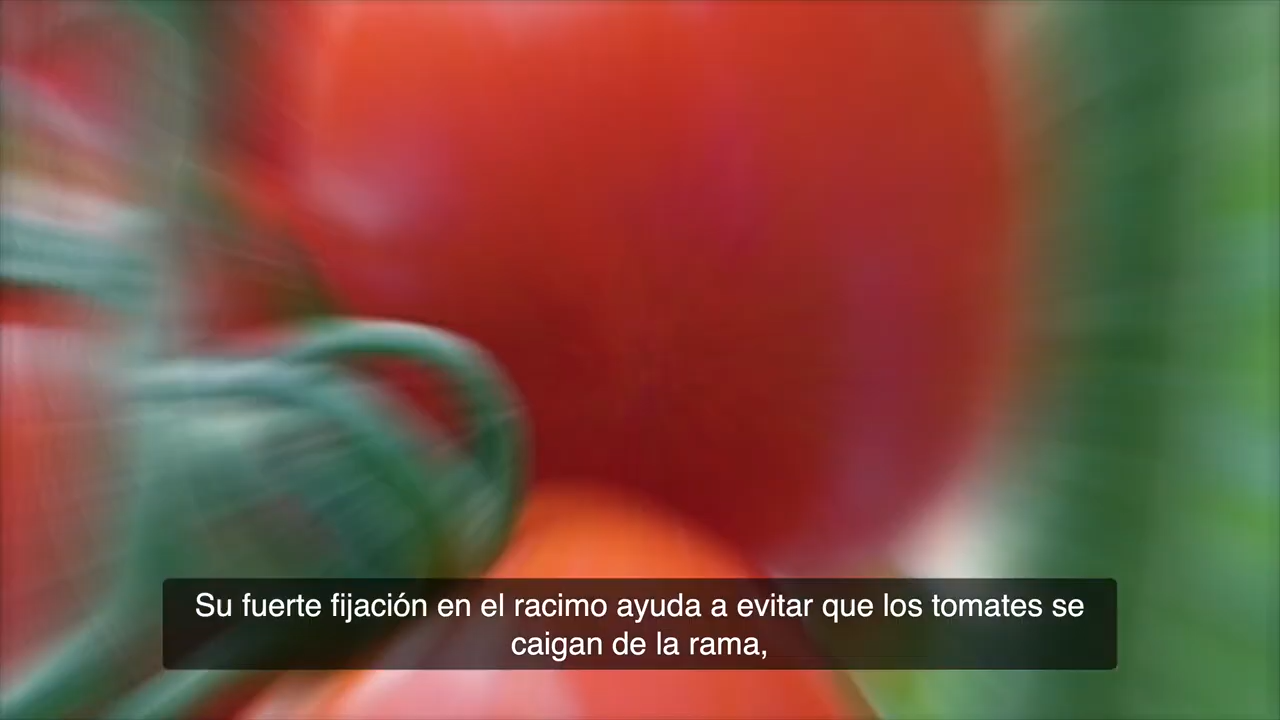 Su fuerte fijación en el racimo ayuda a evitar que los tomates se
caigan de la rama,